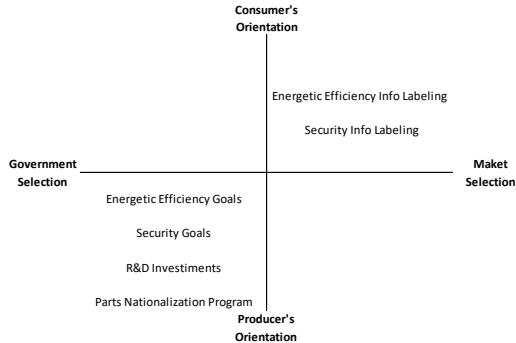 Consumer's
Orientation
Energetic Efficiency Info Labeling
Security Info Labeling
Government
Selection
Maket
Selection
Energetic Efficiency Goals
Security Goals
R&D Investiments
Parts Nationalization Program
Producer's
Orientation